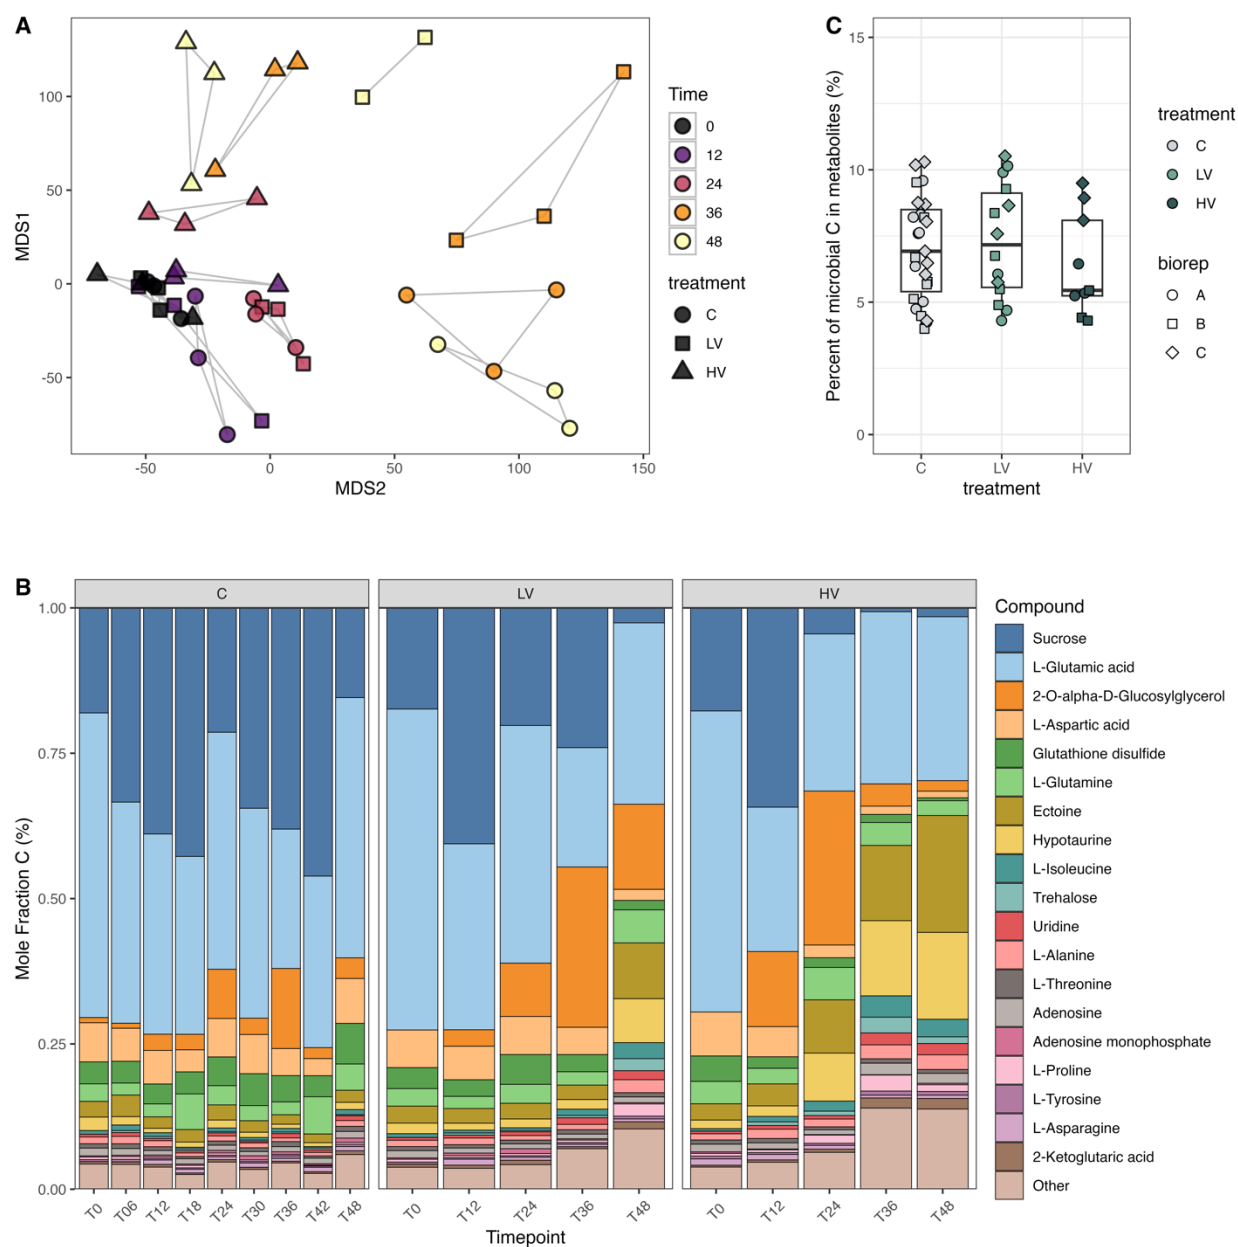 A
MDS1
100
50
0
-50
-50
0
50
100
150
MDS2
Time
0
12
24
36
48
treatment
C
LV
HV
C
Percent of microbial C in metabolites (%)
15
10
5
0
C
LV
HV
treatment
treatment
C
LV
HV
biorep
A
B
C
B
C
LV
HV
Mole Fraction C (%)
1.00
0.75
0.50
0.25
0.00
T0
T06
T12
T18
T24
T30
T36
T42
T48
T0
T12
T24
T36
T48
T0
T12
T24
T36
T48
Timepoint
Compound
Sucrose
L-Glutamic acid
2-O-alpha-D-Glucosylglycerol
L-Aspartic acid
Glutathione disulfide
L-Glutamine
Ectoine
Hypotaurine
L-Isoleucine
Trehalose
Uridine
L-Alanine
L-Threonine
Adenosine
Adenosine monophosphate
L-Proline
L-Tyrosine
L-Asparagine
2-Ketoglutaric acid
Other